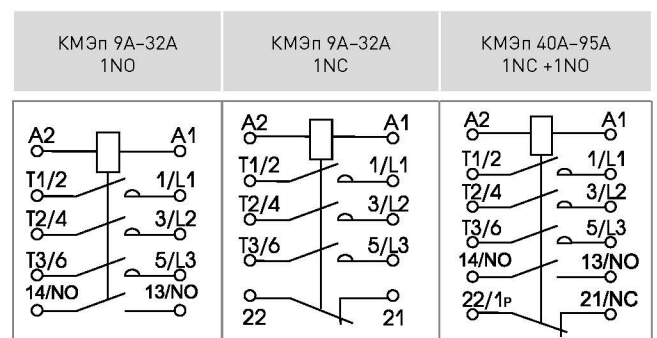 КМЭп 9А–32А
1NO
КМЭп 9А–32А
1NC
КМЭп 40А–95А
1NC +1NO
A2 A1
T1/2 1/L1
T2/4 3/L2
T3/6 5/L3
14/NO 13/NO
A2 A1
T1/2 1/L1
T2/4 3/L2
T3/6 5/L3
22 21
A2 A1
T1/2 1/L1
T2/4 3/L2
T3/6 5/L3
14/NO 13/NO
22/1P 21/NC